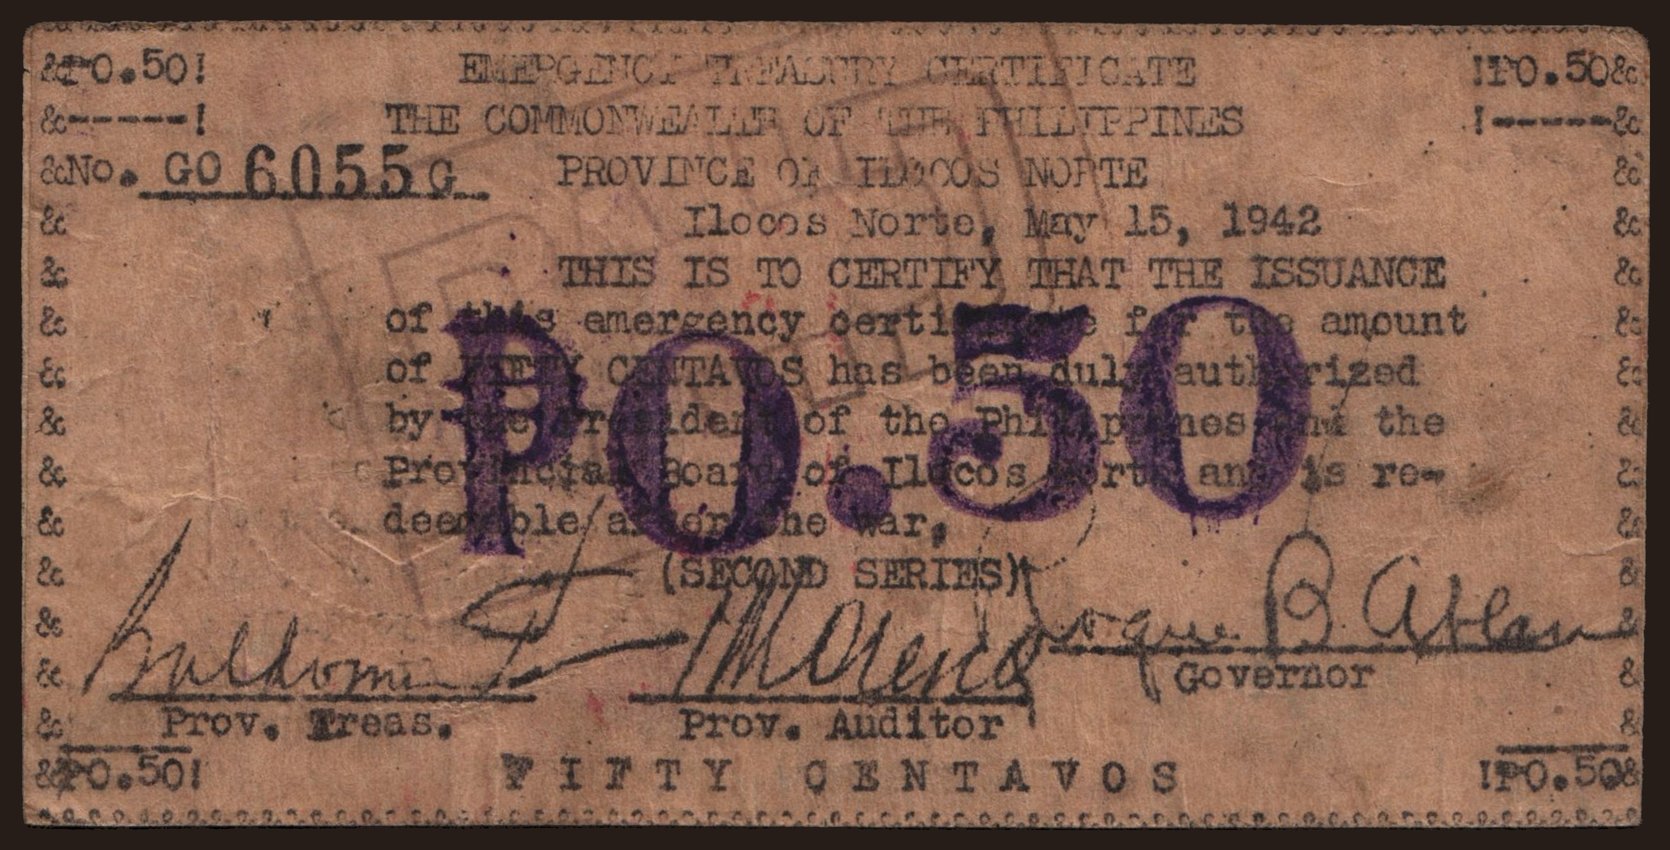 &₱0.50! EMERGENCY TREASURY CERTIFICATE !₱0.50&
&-----! THE COMMONWEALTH OF THE PHILIPPINES !-----&
&No. GO 6055G PROVINCE OF ILOCOS NORTE &
& Ilocos Norte, May 15, 1942 &
& THIS IS TO CERTIFY THAT THE ISSUANCE &
& of this emergency certificate for the amount &
& of FIFTY CENTAVOS has been duly authorized &
& by the President of the Philippines and the &
& Provincial Board of Ilocos Norte and is re- &
& deemable after the war. &
₱0.50
& (SECOND SERIES) &
& Roque B. Ablan &
& Moreno Governor &
& Prov. Treas. Prov. Auditor &
&₱0.50! FIFTY CENTAVOS !₱0.50&